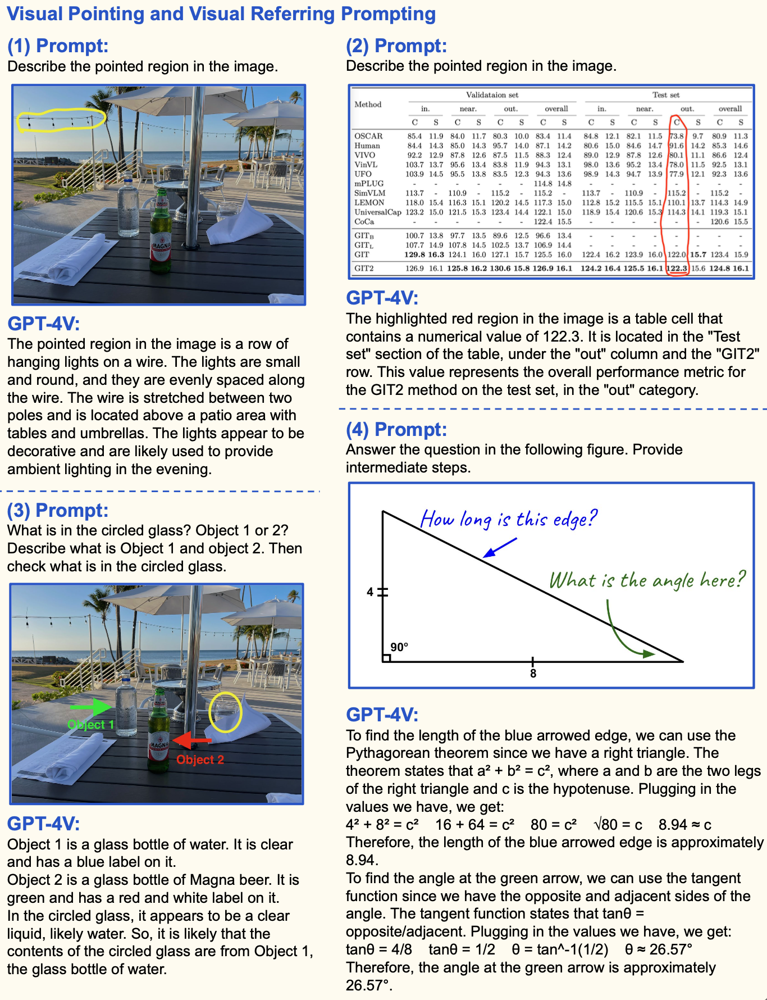 Visual Pointing and Visual Referring Prompting
(1) Prompt:
Describe the pointed region in the image.
MAGNA
MAGNA
GPT-4V:
The pointed region in the image is a row of
hanging lights on a wire. The lights are small
and round, and they are evenly spaced along
the wire. The wire is stretched between two
poles and is located above a patio area with
tables and umbrellas. The lights appear to be
decorative and are likely used to provide
ambient lighting in the evening.
(3) Prompt:
What is in the circled glass? Object 1 or 2?
Describe what is Object 1 and object 2. Then
check what is in the circled glass.
Object 1
MAGNA
MAGNA
Object 2
GPT-4V:
Object 1 is a glass bottle of water. It is clear
and has a blue label on it.
Object 2 is a glass bottle of Magna beer. It is
green and has a red and white label on it.
In the circled glass, it appears to be a clear
liquid, likely water. So, it is likely that the
contents of the circled glass are from Object 1,
the glass bottle of water.
(2) Prompt:
Describe the pointed region in the image.
Method Validataion set Test set
in. near. out. overall in. near. out. overall
C S C S C S C S C S C S C S C S
OSCAR 85.4 11.9 84.0 11.7 80.3 10.0 83.4 11.4 84.8 12.1 82.1 11.5 73.8 9.7 80.9 11.3
Human 84.4 14.3 85.0 14.3 95.7 14.0 87.1 14.2 80.6 15.0 84.6 14.7 91.6 14.2 85.3 14.6
VIVO 92.2 12.9 87.8 12.6 87.5 11.5 88.3 12.4 89.0 12.9 87.8 12.6 80.1 11.1 86.6 12.4
VinVL 103.7 13.7 95.6 13.4 83.8 11.9 94.3 13.1 98.0 13.6 95.2 13.4 78.0 11.5 92.5 13.1
UFO 103.9 14.5 95.5 13.8 83.5 12.3 94.3 13.6 98.9 14.3 94.7 13.9 77.9 12.1 92.3 13.6
mPLUG - - - - - - 114.8 14.8 - - - - - - - -
SimVLM 113.7 - 110.9 - 115.2 - 115.2 - 113.7 - 110.9 - 115.2 - 115.2 -
LEMON 118.0 15.4 116.3 15.1 120.2 14.5 117.3 15.0 112.8 15.2 115.5 15.1 110.1 13.7 114.3 14.9
UniversalCap 123.2 15.0 121.5 15.3 123.4 14.4 122.1 15.0 118.9 15.4 120.6 15.3 114.3 14.1 119.3 15.1
CoCa - - - - - - 122.4 15.5 - - - - - - 120.6 15.5
GITB 100.7 13.8 97.7 13.5 89.6 12.5 96.6 13.4 - - - - - - - -
GITL 107.7 14.9 107.8 14.5 102.5 13.7 106.9 14.4 - - - - - - - -
GIT 129.8 16.3 124.1 16.0 127.1 15.7 125.5 16.0 122.4 16.2 123.9 16.0 122.0 15.7 123.4 15.9
GIT2 126.9 16.1 125.8 16.2 130.6 15.8 126.9 16.1 124.2 16.4 125.5 16.1 122.3 15.6 124.8 16.1
GPT-4V:
The highlighted red region in the image is a table cell that
contains a numerical value of 122.3. It is located in the "Test
set" section of the table, under the "out" column and the "GIT2"
row. This value represents the overall performance metric for
the GIT2 method on the test set, in the "out" category.
(4) Prompt:
Answer the question in the following figure. Provide
intermediate steps.
How long is this edge?
What is the angle here?
4
90º
8
GPT-4V:
To find the length of the blue arrowed edge, we can use the
Pythagorean theorem since we have a right triangle. The
theorem states that a² + b² = c², where a and b are the two legs
of the right triangle and c is the hypotenuse. Plugging in the
values we have, we get:
4² + 8² = c² 16 + 64 = c² 80 = c² √80 = c 8.94 ≈ c
Therefore, the length of the blue arrowed edge is approximately
8.94.
To find the angle at the green arrow, we can use the tangent
function since we have the opposite and adjacent sides of the
angle. The tangent function states that tanθ =
opposite/adjacent. Plugging in the values we have, we get:
tanθ = 4/8 tanθ = 1/2 θ = tan^-1(1/2) θ ≈ 26.57°
Therefore, the angle at the green arrow is approximately
26.57°.